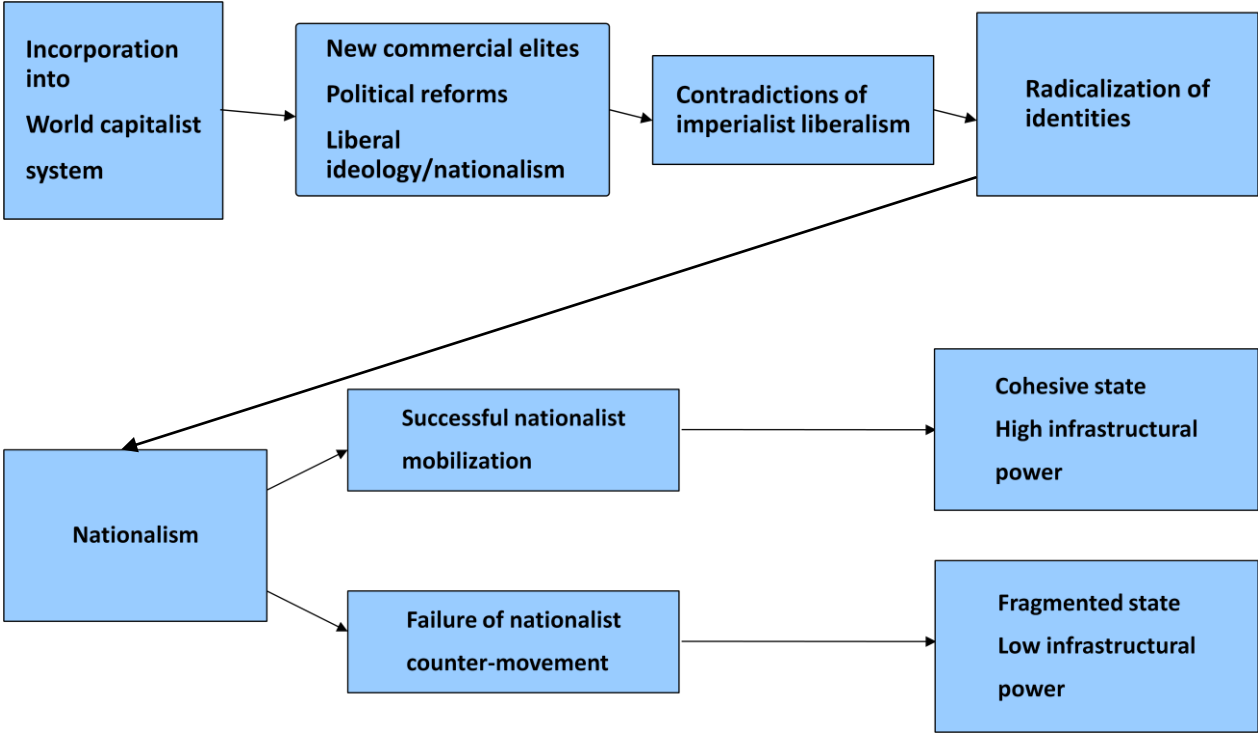 Incorporation
into
World capitalist
system
New commercial elites
Political reforms
Liberal
ideology/nationalism
Contradictions of
imperialist liberalism
Radicalization of
identities
Nationalism
Successful nationalist
mobilization
Failure of nationalist
counter-movement
Cohesive state
High infrastructural
power
Fragmented state
Low infrastructural
power